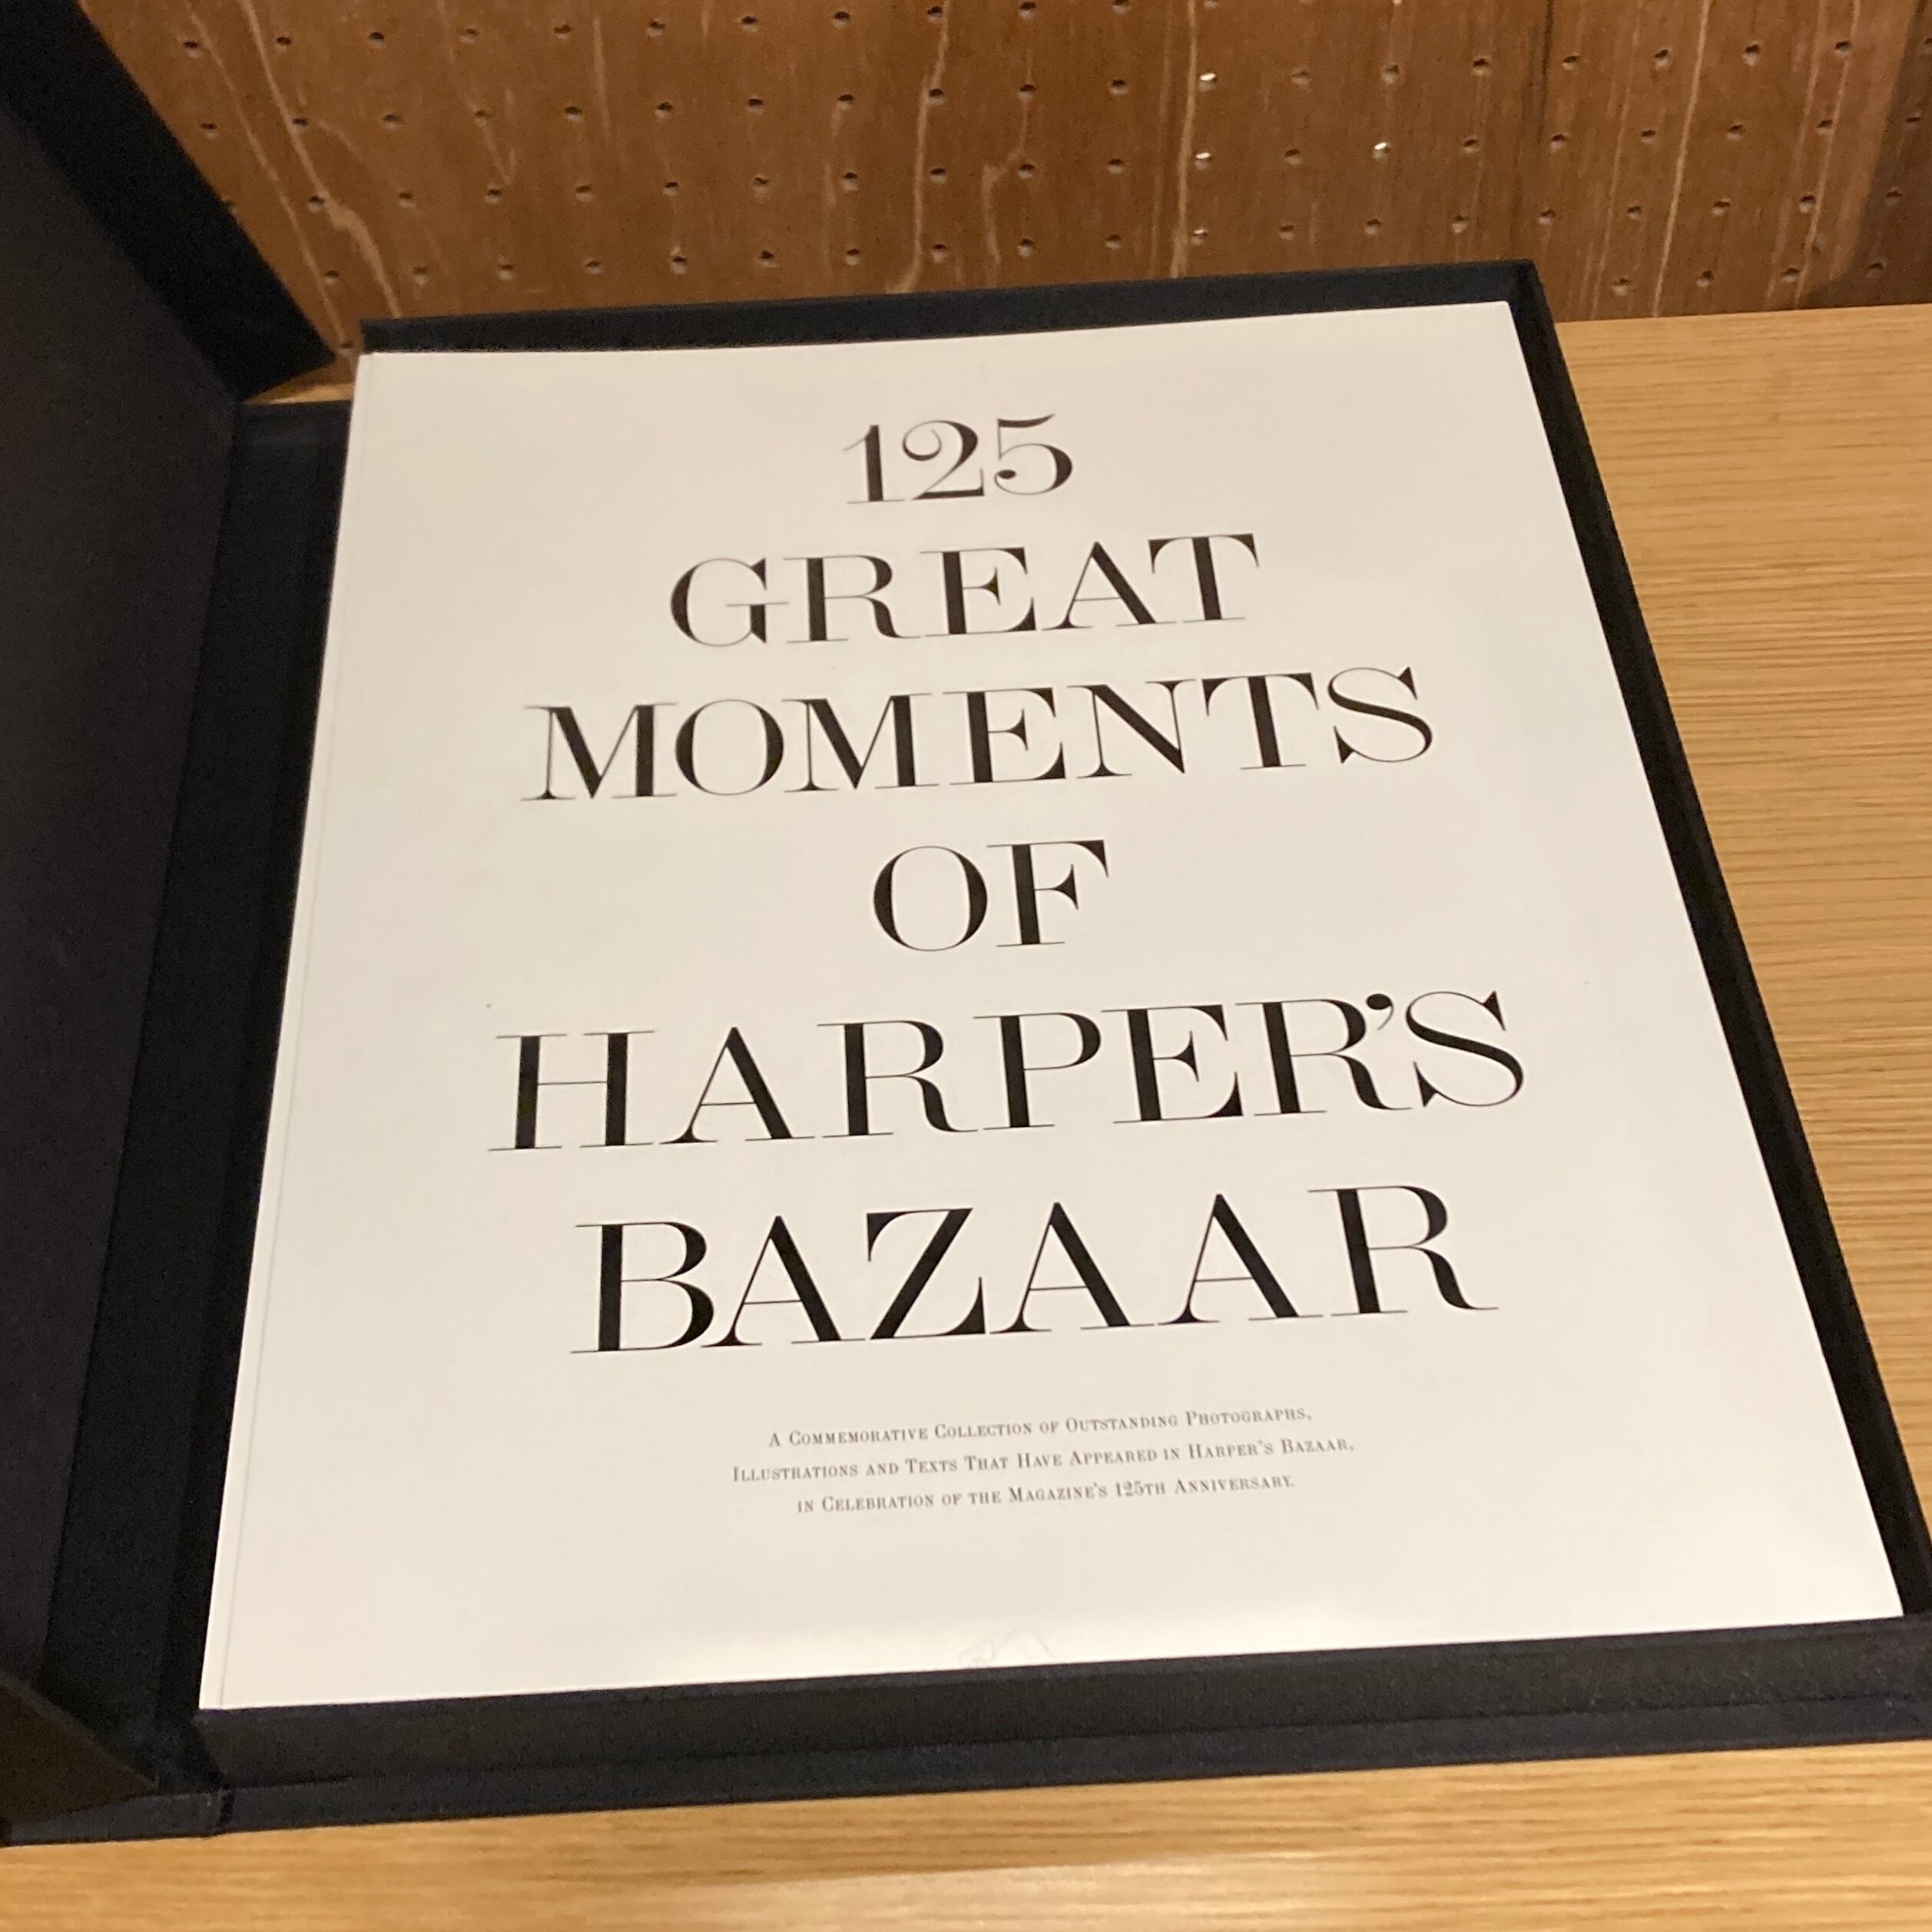 125
GREAT
MOMENTS
OF
HARPER'S
BAZAAR
A COMMEMORATIVE COLLECTION OF OUTSTANDING PHOTOGRAPHS,
ILLUSTRATIONS AND TEXTS THAT HAVE APPEARED IN HARPER'S BAZAAR,
IN CELEBRATION OF THE MAGAZINE'S 125TH ANNIVERSARY.